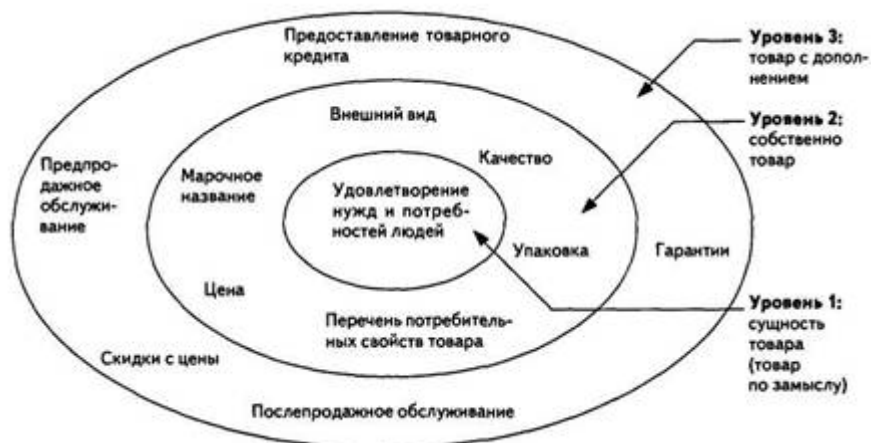 Предоставление товарного
кредита
Уровень 3:
товар с допол-
нением
Внешний вид
Уровень 2:
собственно
товар
Качество
Предпро-
дажное
обслужи-
вание
Марочное
название
Удовлетворение
нужд и потреб-
ностей людей
Упаковка
Гарантии
Цена
Уровень 1:
сущность
товара
(товар
по замыслу)
Перечень потребитель-
ных свойств товара
Скидки с цены
Послепродажное обслуживание